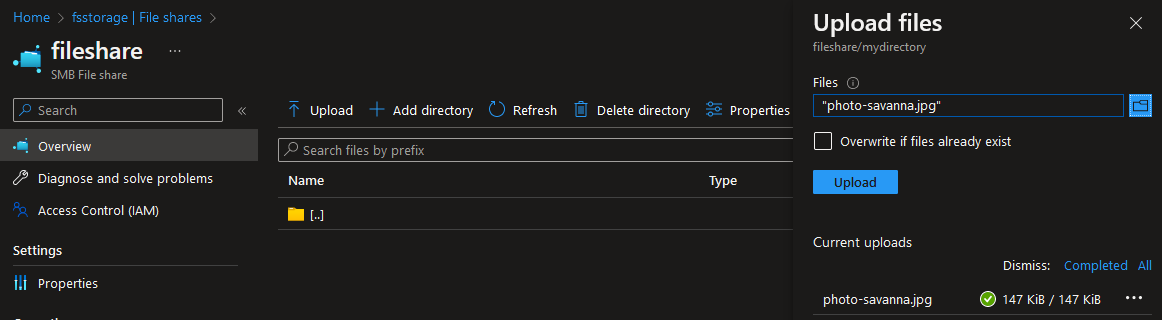 Home > fsstorage | File shares >
fileshare ...
SMB File share
Search «
Overview
Diagnose and solve problems
Access Control (IAM)
Settings
Properties
Upload Add directory Refresh Delete directory Properties
Search files by prefix
Name Type
[..]
Upload files
fileshare/mydirectory
Files
"photo-savanna.jpg"
Overwrite if files already exist
Upload
Current uploads
Dismiss: Completed All
photo-savanna.jpg 147 KiB / 147 KiB ...